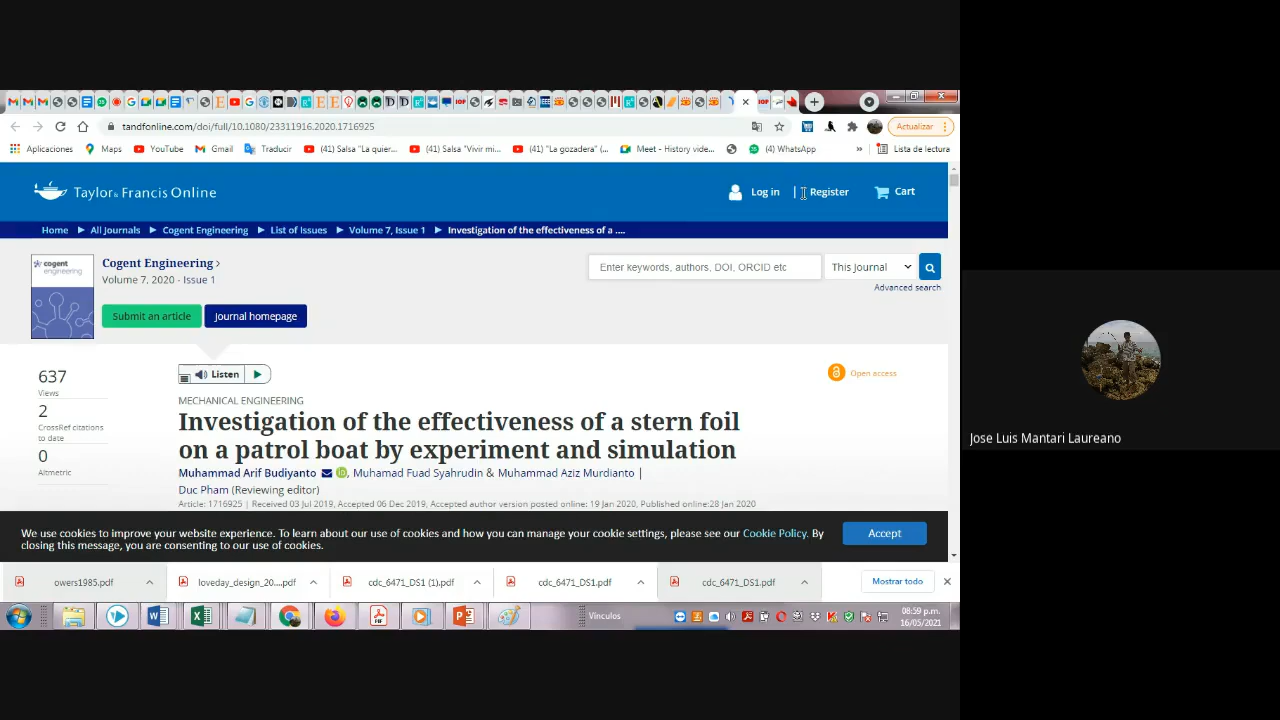 tandfonline.com/doi/full/10.1080/23311916.2020.1716925
Actualizar
Aplicaciones Maps YouTube Gmail Traducir (41) Salsa "La quier... (41) Salsa "Vivir mi... (41) "La gozadera" (... Meet - History vide... (4) WhatsApp » Lista de lectura
Taylor & Francis Online
Log in | Register Cart
Home All Journals Cogent Engineering List of Issues Volume 7, Issue 1 Investigation of the effectiveness of a ....
cogent engineering
Cogent Engineering >
Volume 7, 2020 - Issue 1
Enter keywords, authors, DOI, ORCID etc This Journal
Advanced search
Submit an article Journal homepage
637
Views
2
CrossRef citations
to date
0
Altmetric
Listen
Open access
MECHANICAL ENGINEERING
Investigation of the effectiveness of a stern foil
on a patrol boat by experiment and simulation
Muhammad Arif Budiyanto , Muhamad Fuad Syahrudin & Muhammad Aziz Murdianto |
Duc Pham (Reviewing editor)
Article: 1716925 | Received 03 Jul 2019, Accepted 06 Dec 2019, Accepted author version posted online: 19 Jan 2020, Published online:28 Jan 2020
We use cookies to improve your website experience. To learn about our use of cookies and how you can manage your cookie settings, please see our Cookie Policy. By
closing this message, you are consenting to our use of cookies.
Accept
owers1985.pdf loveday_design_20....pdf cdc_6471_DS1 (1).pdf cdc_6471_DS1.pdf cdc_6471_DS1.pdf Mostrar todo
Vínculos
08:59 p.m.
16/05/2021
Jose Luis Mantari Laureano